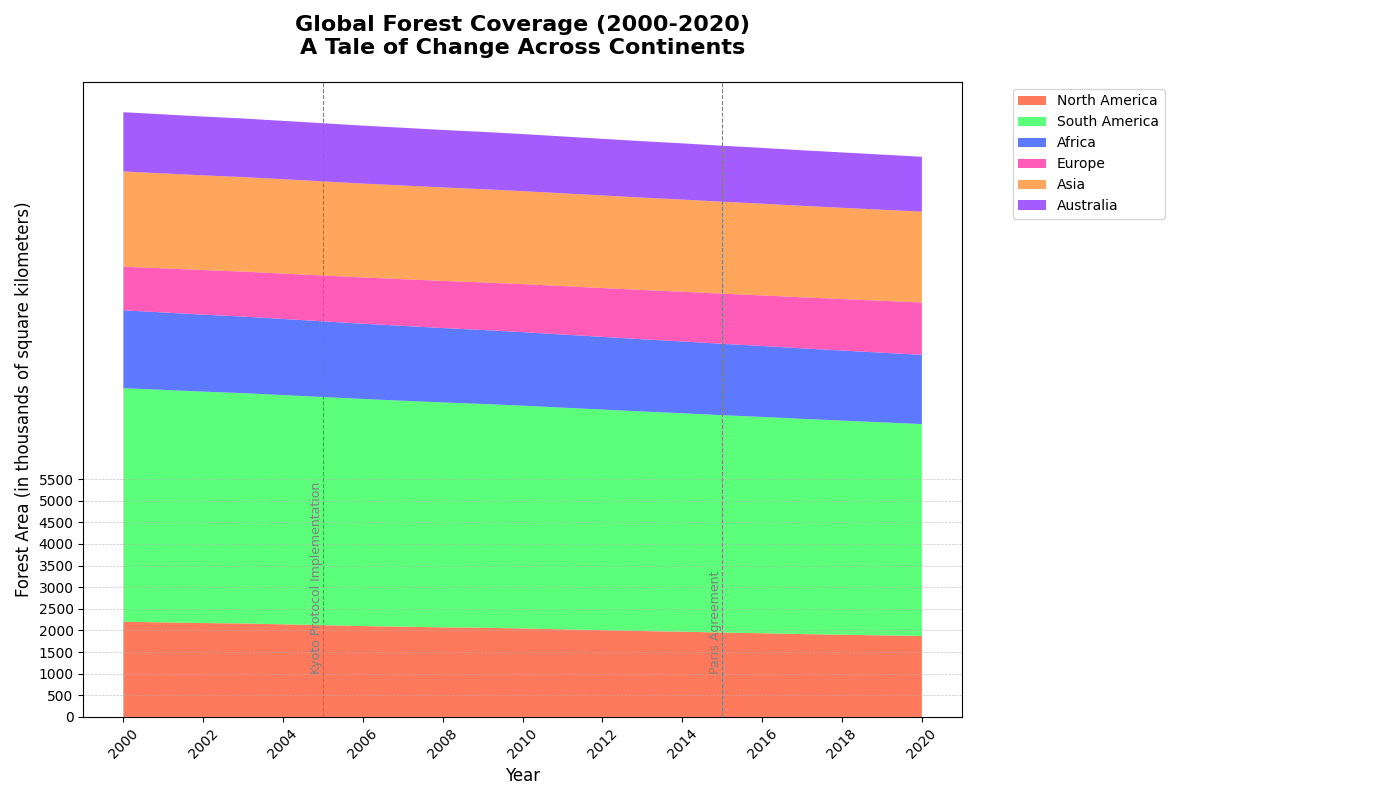 Global Forest Coverage (2000-2020)
A Tale of Change Across Continents
North America
South America
Africa
Europe
Asia
Australia
Forest Area (in thousands of square kilometers)
5500
5000
4500
4000
3500
3000
2500
2000
1500
1000
500
0
Kyoto Protocol Implementation
Paris Agreement
2000
2002
2004
2006
2008
2010
2012
2014
2016
2018
2020
Year